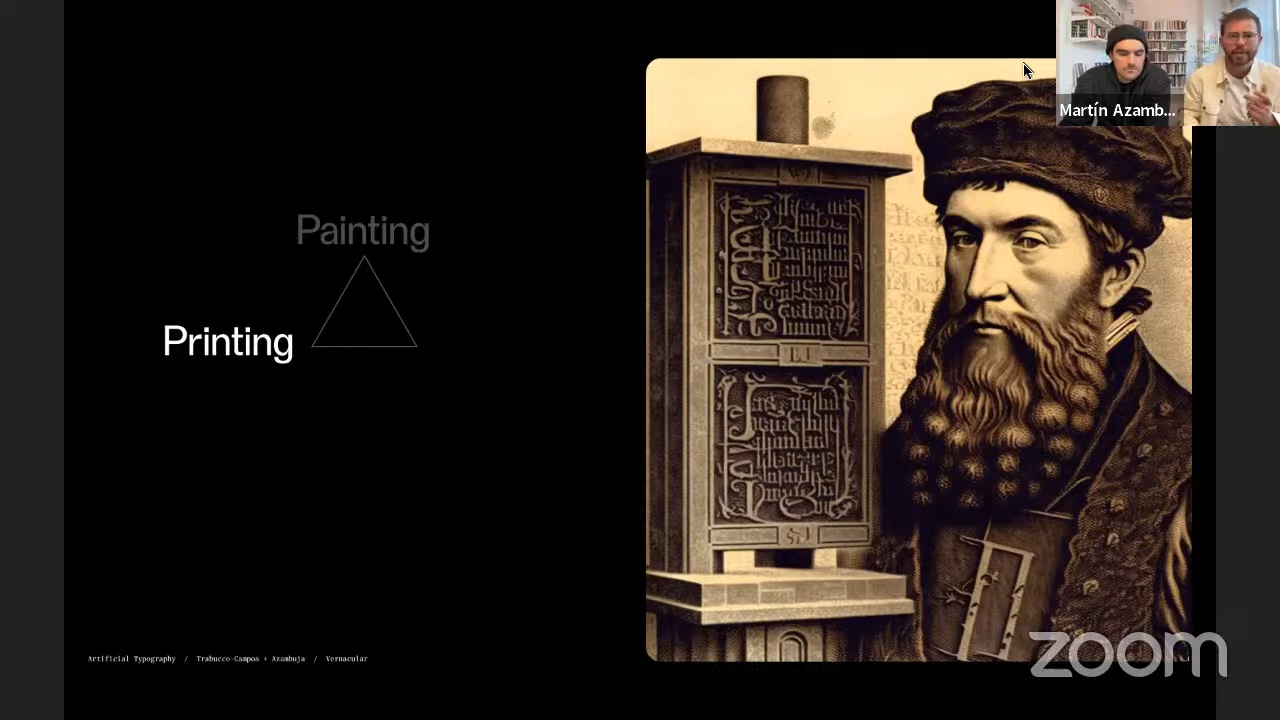 Martín Azamb...
Painting
Printing
Artificial Typography / Trabucco-Campos + Azambuja / Vernacular
zoom